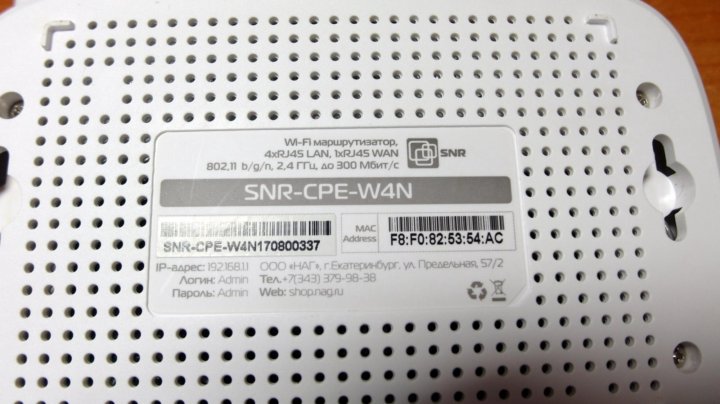 Wi-Fi маршрутизатор,
4xRJ45 LAN, 1xRJ45 WAN
802.11 b/g/n, 2,4 ГГц, до 300 Мбит/с
SNR
SNR-CPE-W4N
SNR-CPE-W4N170800337
MAC Address F8:F0:82:53:54:AC
IP-адрес: 192.168.1.1 ООО «НАГ», г.Екатеринбург, ул. Предельная, 57/2
Логин: Admin Тел.+7(343) 379-98-38
Пароль: Admin Web: shop.nag.ru